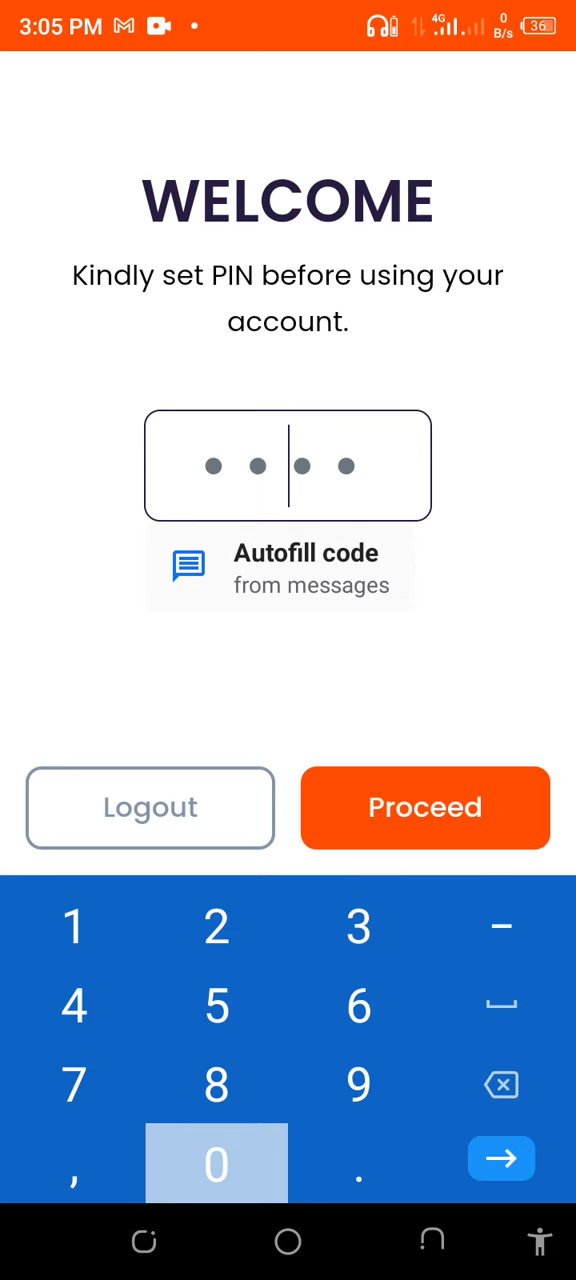 3:05 PM
4G
0
B/s
36
WELCOME
Kindly set PIN before using your
account.
Autofill code
from messages
Logout
Proceed
1 2 3 -
4 5 6
7 8 9
, 0 .